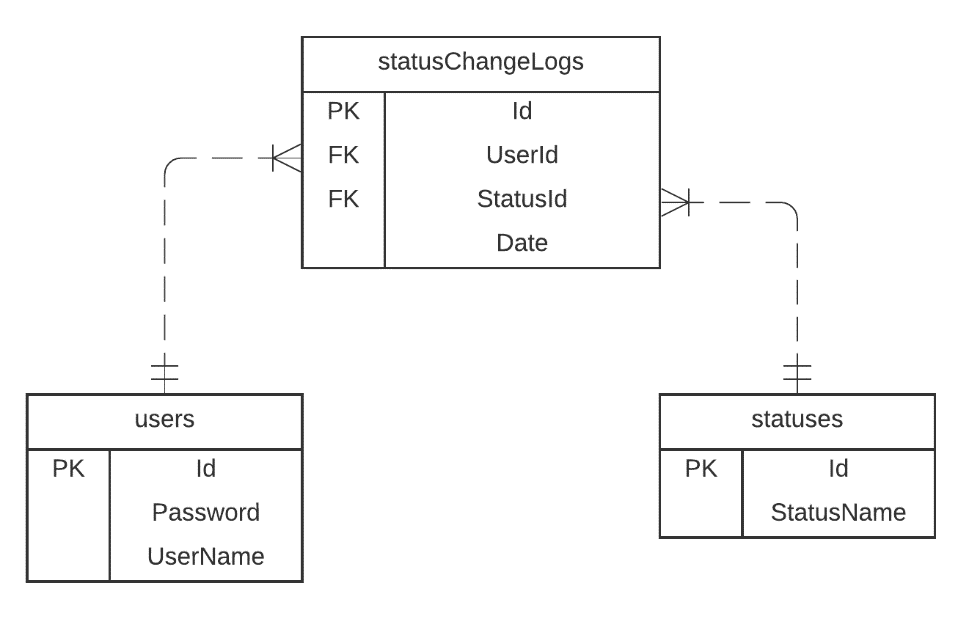 statusChangeLogs
PK Id
FK UserId
FK StatusId
Date
users
PK Id
Password
UserName
statuses
PK Id
StatusName